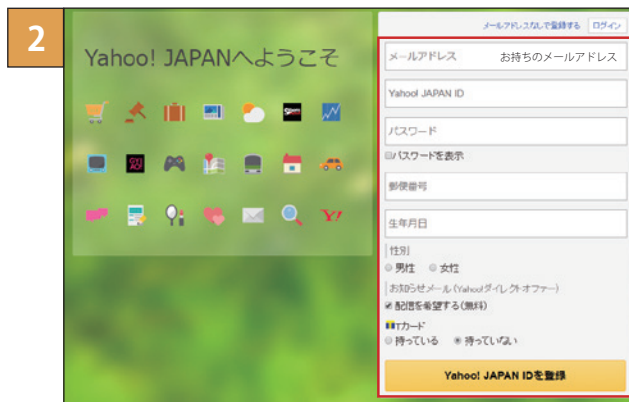 2
Yahoo! JAPANへようこそ
メールアドレスなしで登録する ログイン
メールアドレス お持ちのメールアドレス
Yahoo! JAPAN ID
パスワード
パスワードを表示
郵便番号
生年月日
性別
男性 女性
お知らせメール(Yahoo!ダイレクトオファー)
配信を希望する(無料)
Tカード
持っている 持っていない
Yahoo! JAPAN IDを登録
GYAO!
Y!